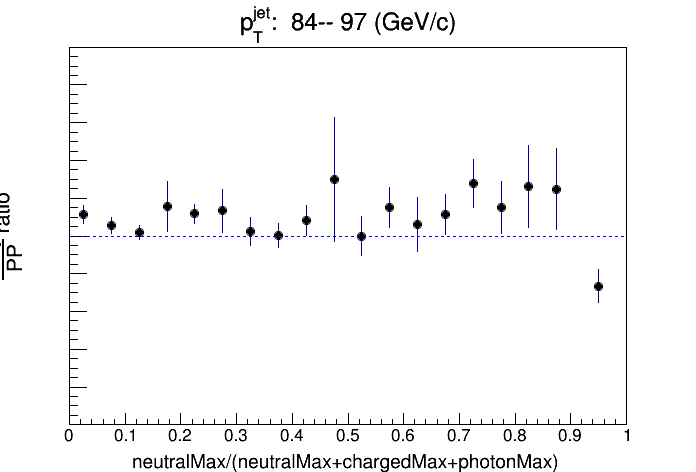 p_T^jet: 84-- 97 (GeV/c)
PP ratio
0 0.1 0.2 0.3 0.4 0.5 0.6 0.7 0.8 0.9 1
neutralMax/(neutralMax+chargedMax+photonMax)